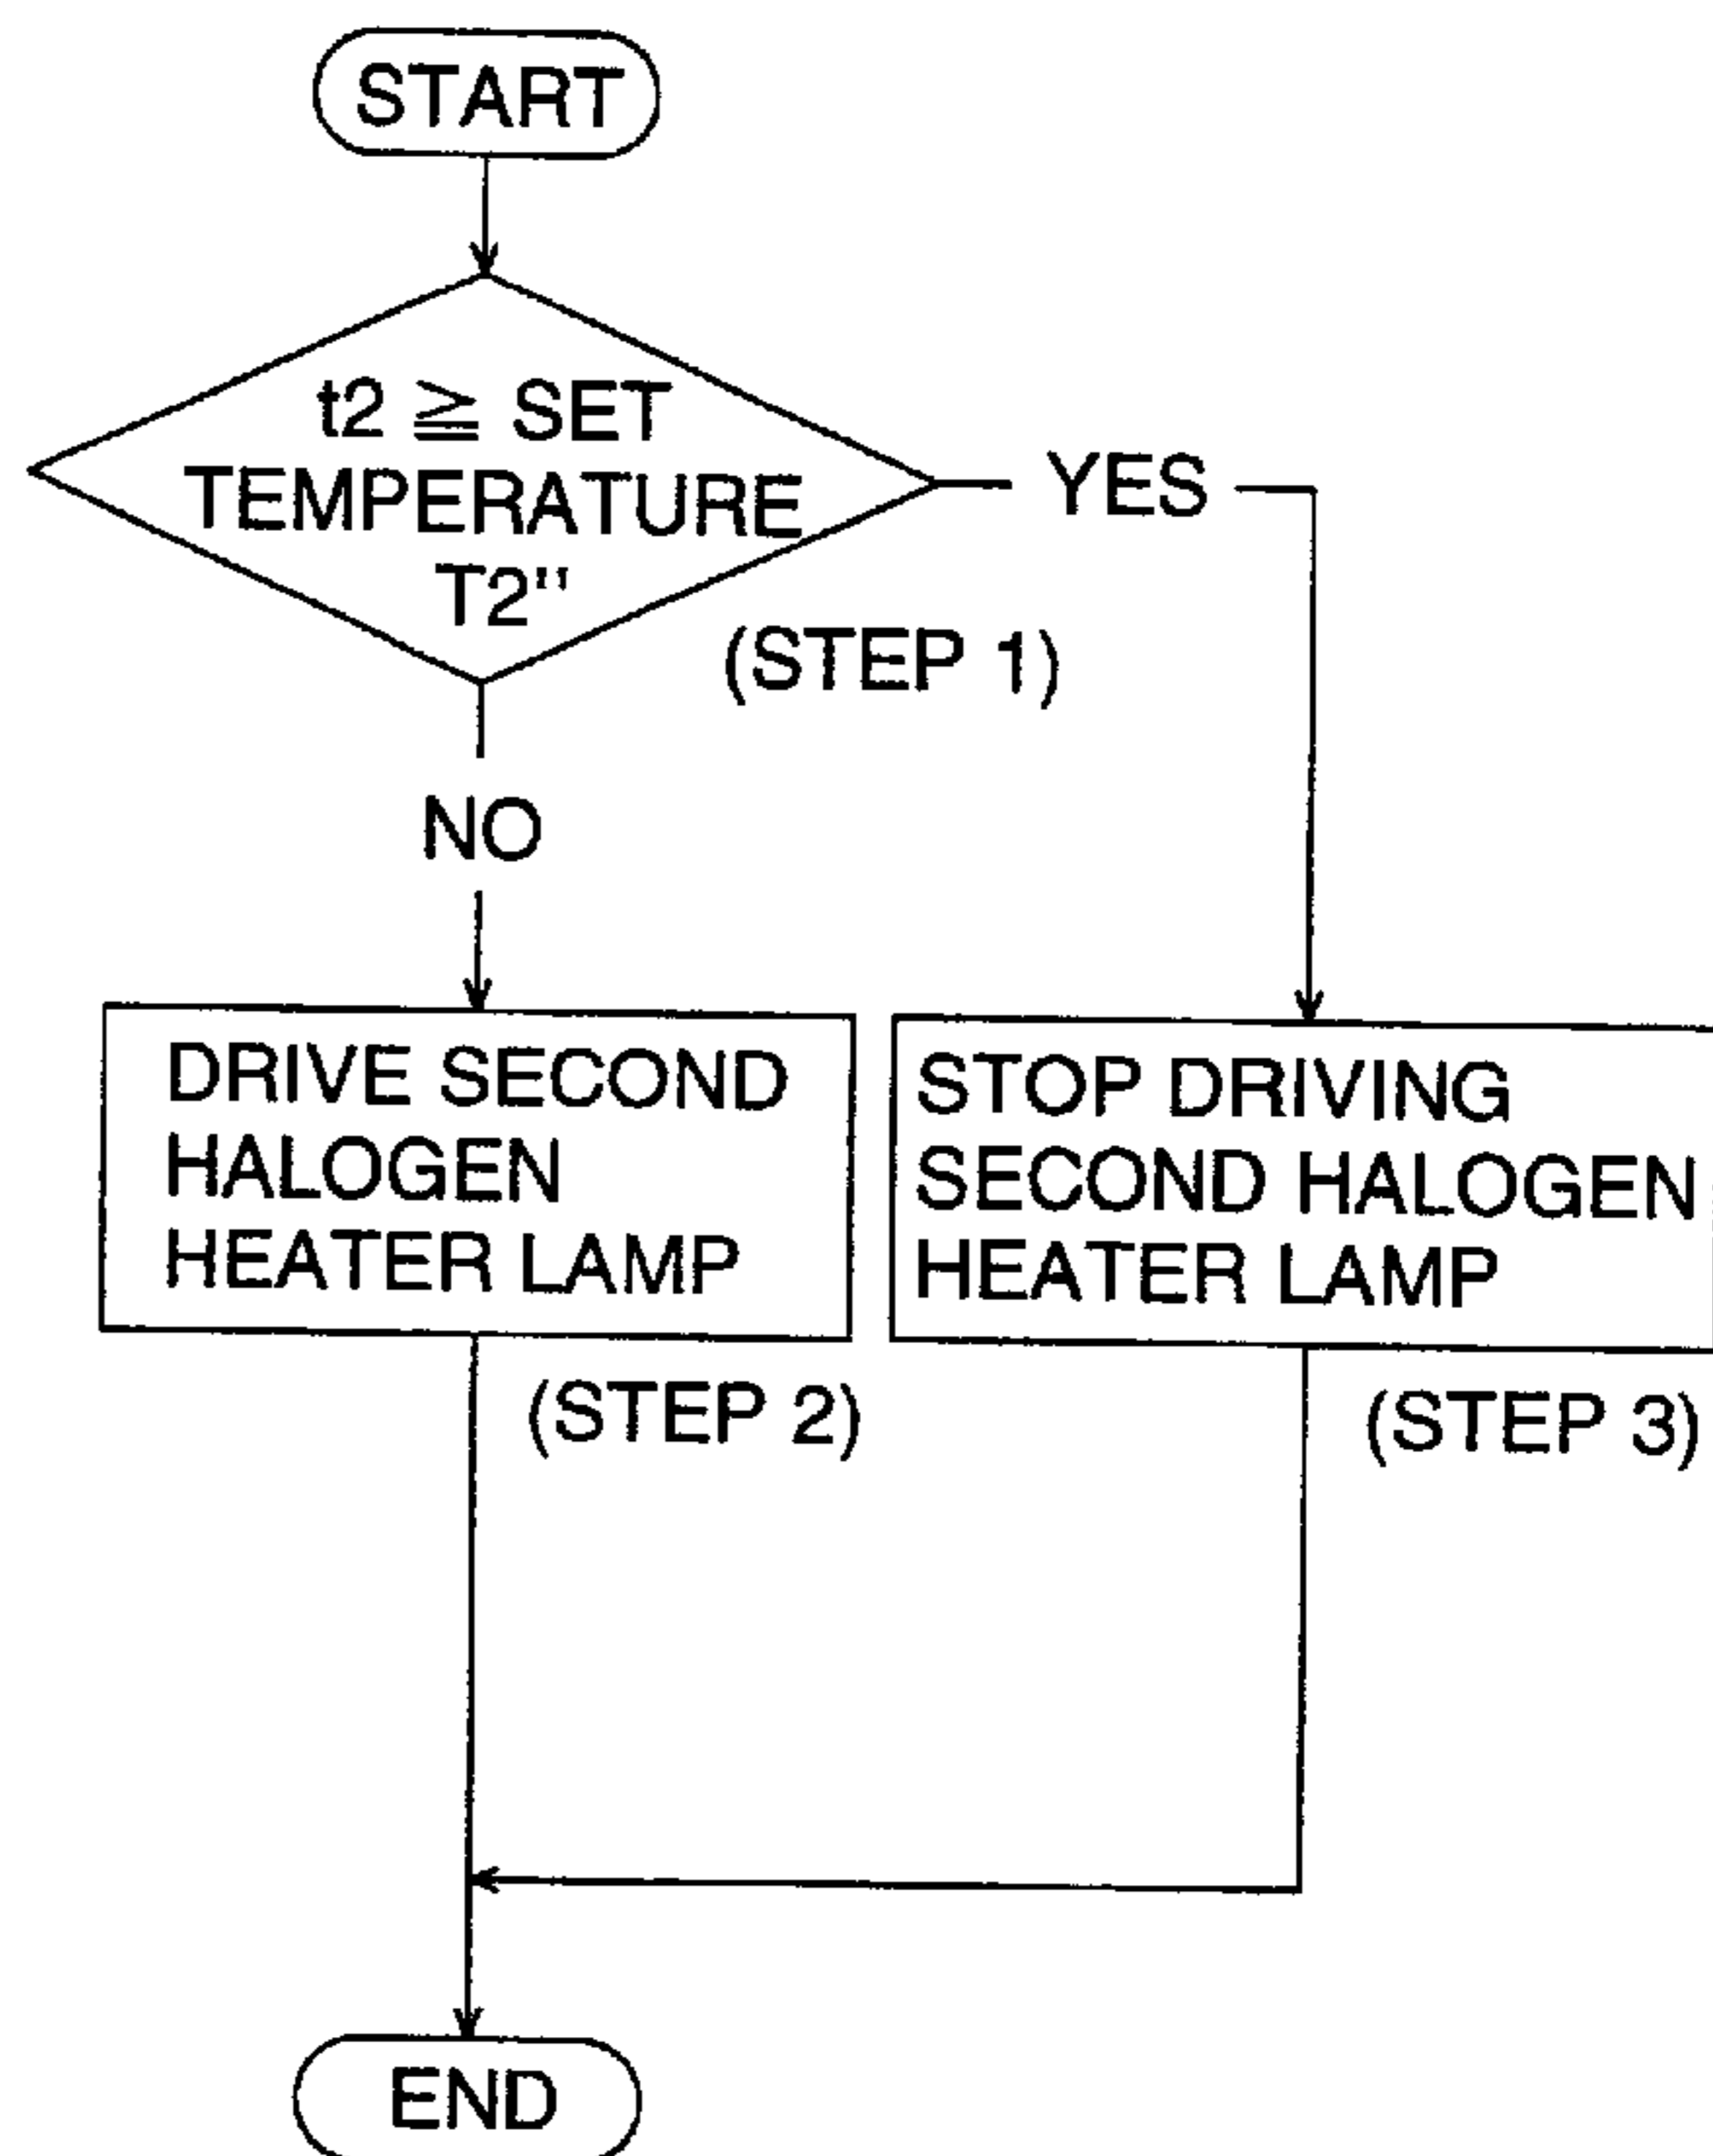 START
t2 ≧ SET
TEMPERATURE
T2"
YES
(STEP 1)
NO
DRIVE SECOND
HALOGEN
HEATER LAMP
(STEP 2)
STOP DRIVING
SECOND HALOGEN
HEATER LAMP
(STEP 3)
END